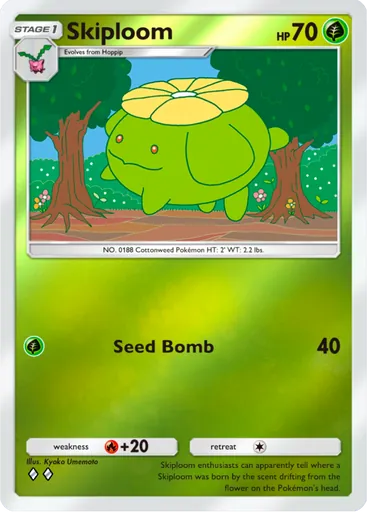 STAGE 1 Skiploom HP 70
Evolves from Hoppip
NO. 0188 Cottonweed Pokémon HT: 2' WT: 2.2 lbs.
Seed Bomb 40
weakness +20 retreat
Illus. Kyoko Umemoto
Skiploom enthusiasts can apparently tell where a
Skiploom was born by the scent drifting from the
flower on the Pokémon's head.